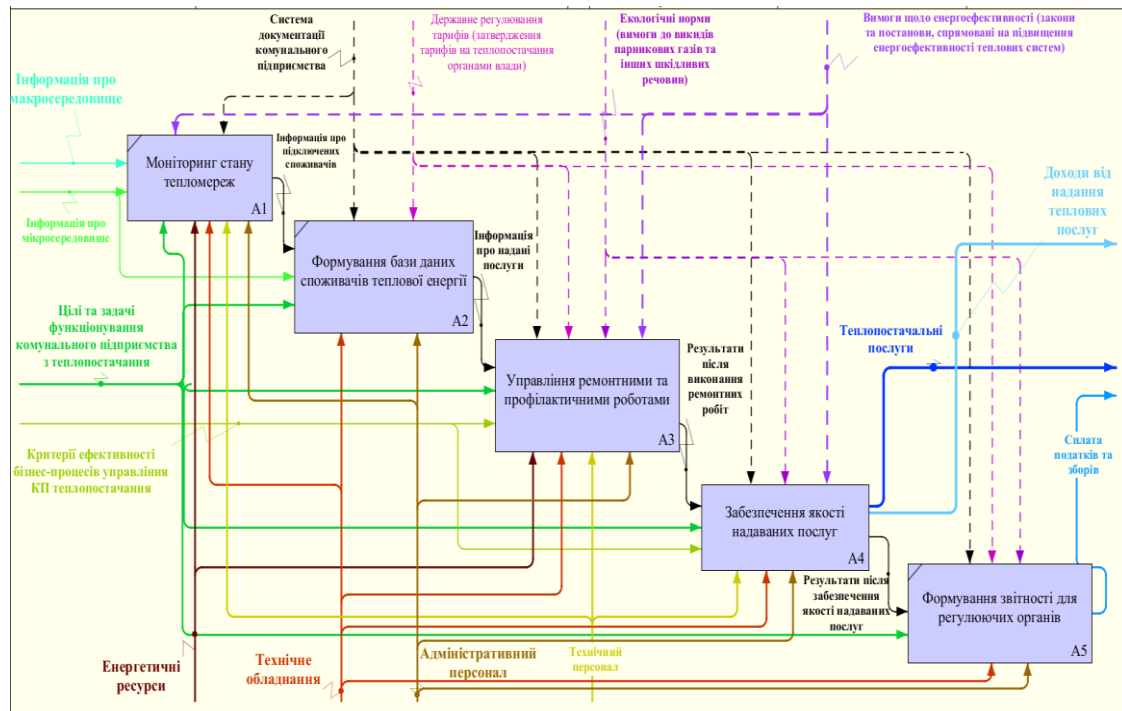 Система
документації
комунального
підприємства
Державне регулювання
тарифів (затвердження
тарифів на теплопостачання
органами влади)
Екологічні норми
(вимоги до викидів
парникових газів та
інших шкідливих
речовин)
Вимоги щодо енергоефективності (закони
та постанови, спрямовані на підвищення
енергоефективності теплових систем)
Інформація про
макросередовище
Моніторинг стану
тепломереж
A1
Інформація про
підключених
споживачів
Інформація про
мікросередовище
Формування бази даних
споживачів теплової енергії
A2
Інформація
про надані
послуги
Доходи від
надання
теплових
послуг
Цілі та задачі
функціонування
комунального підприємства
з теплопостачання
Управління ремонтними та
профілактичними роботами
A3
Результати
після
виконання
ремонтних
робіт
Теплопостачальні
послуги
Критерії ефективності
бізнес-процесів управління
КП теплопостачання
Сплата
податків та
зборів
Забезпечення якості
надаваних послуг
A4
Результати після
забезпечення
якості надаваних
послуг
Формування звітності для
регулюючих органів
A5
Енергетичні
ресурси
Технічне
обладнання
Адміністративний
персонал
Технічний
персонал